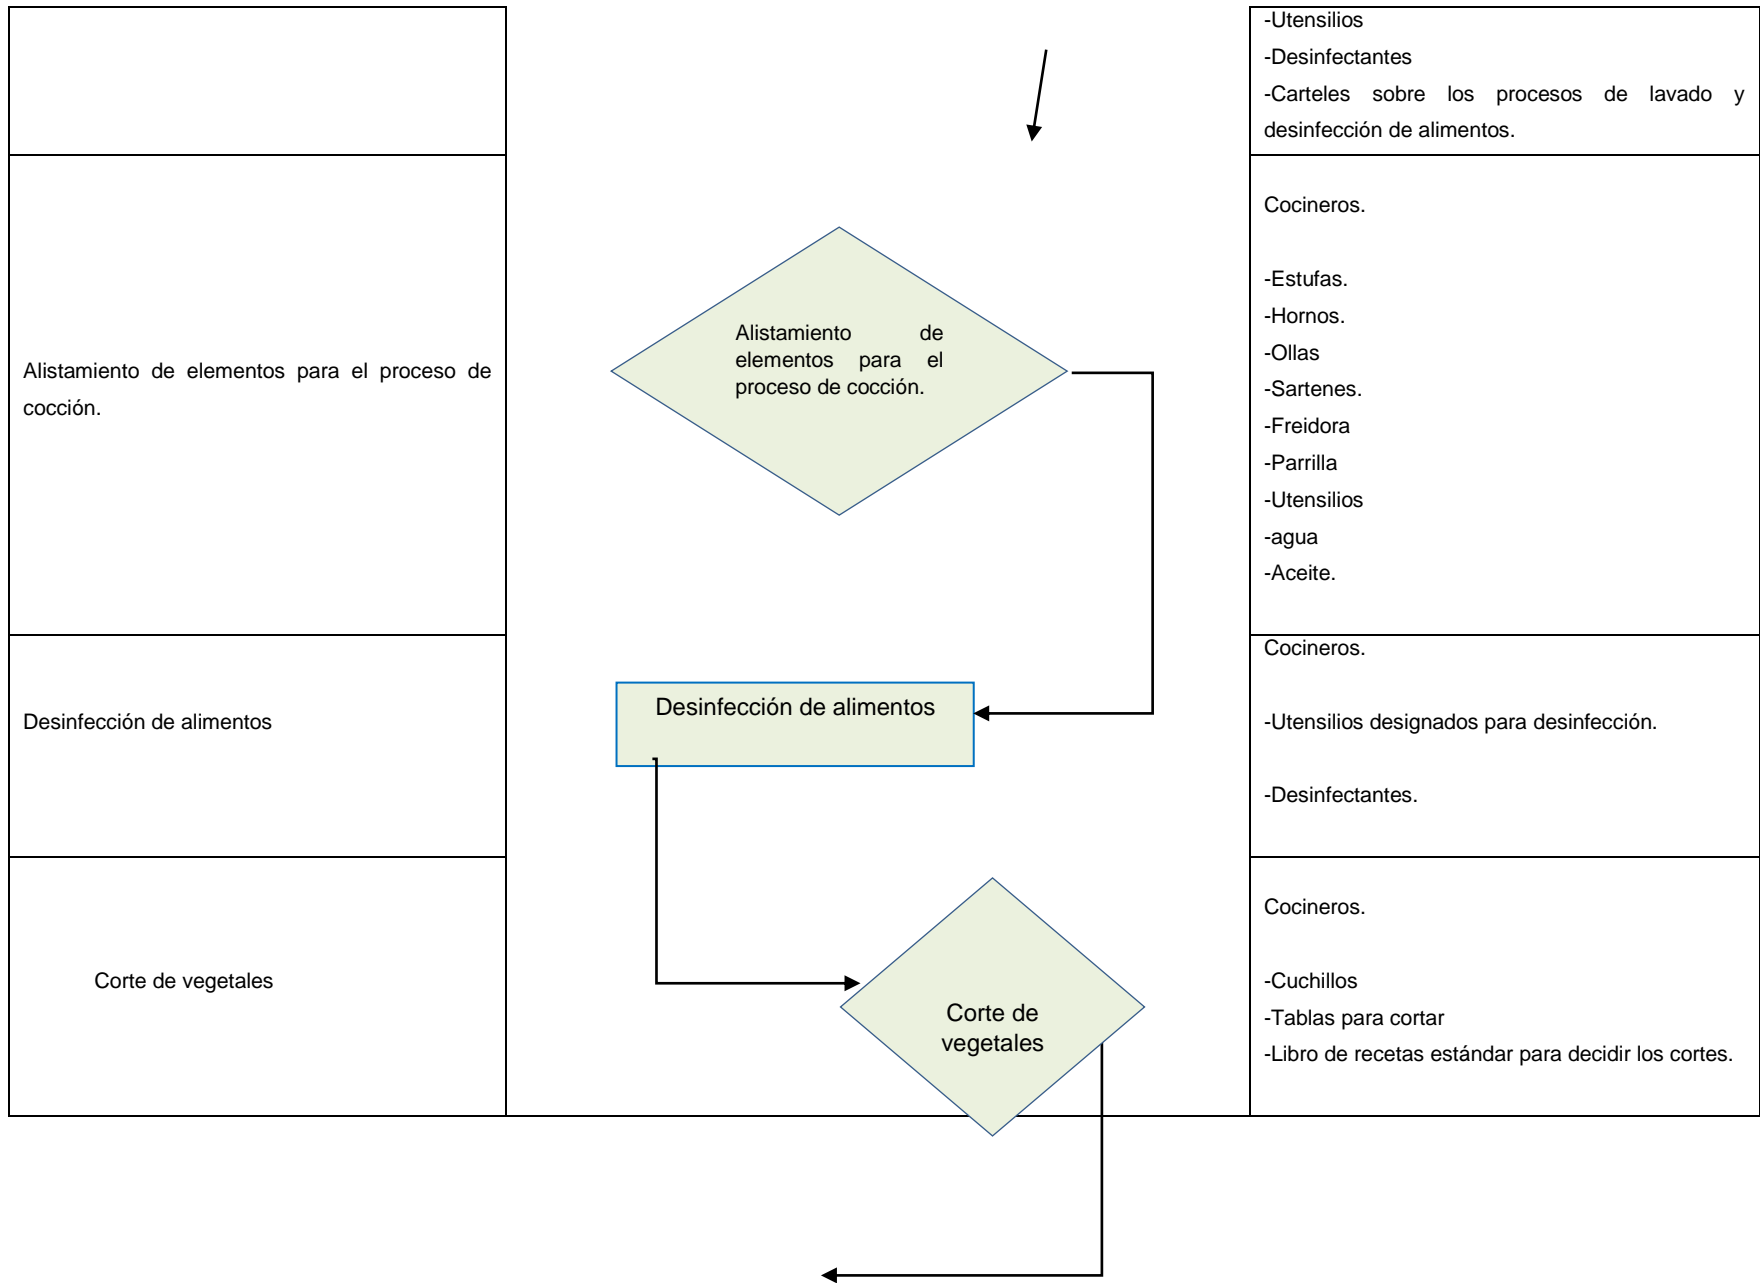 -Utensilios
-Desinfectantes
-Carteles sobre los procesos de lavado y
desinfección de alimentos.
Alistamiento de elementos para el proceso de
cocción.
Alistamiento de
elementos para el
proceso de cocción.
Cocineros.
-Estufas.
-Hornos.
-Ollas
-Sartenes.
-Freidora
-Parrilla
-Utensilios
-agua
-Aceite.
Desinfección de alimentos
Desinfección de alimentos
Cocineros.
-Utensilios designados para desinfección.
-Desinfectantes.
Corte de vegetales
Corte de
vegetales
Cocineros.
-Cuchillos
-Tablas para cortar
-Libro de recetas estándar para decidir los cortes.